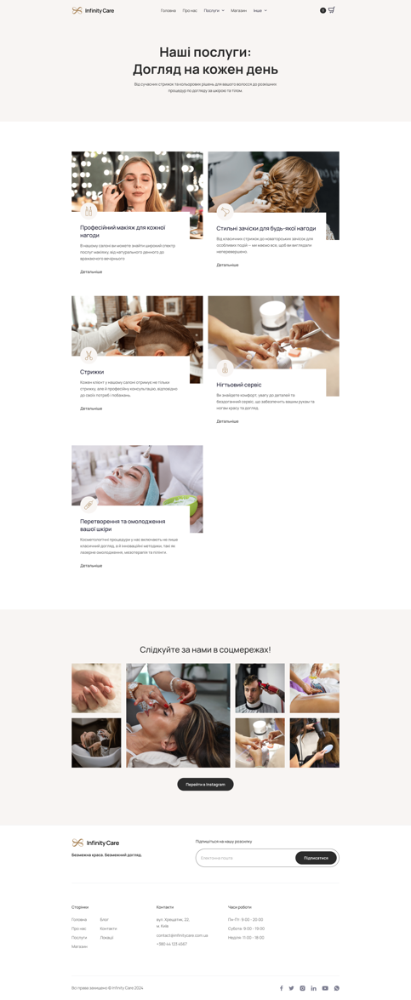 Infinity Care
Головна Про нас Послуги Магазин Інше
Наші послуги:
Догляд на кожен день
Від сучасних стрижок та кольорових рішень для вашого волосся до розкішних
процедур по догляду за шкірою та тілом.
Професійний макіяж для кожної
нагоди
В нашому салоні ви можете знайти широкий спектр
послуг макіяжу, від натурального денного до
вражаючого вечірнього
Детальніше
Стильні зачіски для будь-якої нагоди
Від класичних стрижок до новаторських зачісок для
особливих подій — ми маємо все, щоб ви виглядали
неперевершено.
Детальніше
Стрижки
Кожен клієнт у нашому салоні отримує не тільки
стрижку, але й професійну консультацію, відповідно
до своїх потреб і побажань.
Детальніше
Нігтьовий сервіс
Ви знайдете комфорт, увагу до деталей та
бездоганний сервіс, що забезпечить вашим рукам та
ногам красу та догляд.
Детальніше
Перетворення та омолодження
вашої шкіри
Косметологічні процедури у нас включають не лише
класичний догляд, а й інноваційні методики, такі як
лазерне омолодження, мезотерапія та пілінги.
Детальніше
Слідкуйте за нами в соцмережах!
Перейти в Instagram
Infinity Care
Безмежна краса. Безмежний догляд.
Підпишіться на нашу розсилку
Електронна пошта
Підписатися
Сторінки
Головна Блог
Про нас Контакти
Послуги Локації
Магазин
Контакти
вул. Хрещатик, 22,
м. Київ
contact@infinitycare.com.ua
+380 44 123 4567
Часи роботи
Пн-Пт: 9:00 - 20:00
Субота: 9:00 - 19:00
Неділя: 11:00 - 18:00
Всі права захищено © Infinity Care 2024